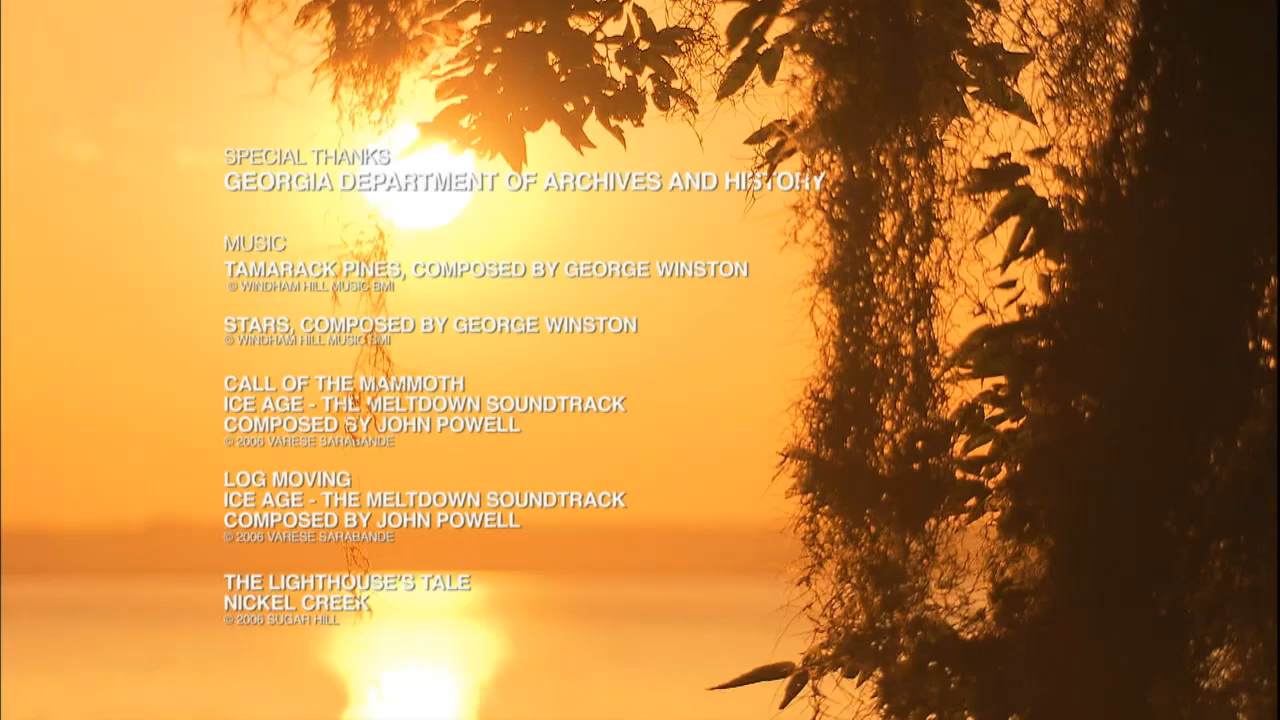 SPECIAL THANKS
GEORGIA DEPARTMENT OF ARCHIVES AND HISTORY
MUSIC
TAMARACK PINES, COMPOSED BY GEORGE WINSTON
© WINDHAM HILL MUSIC BMI
STARS, COMPOSED BY GEORGE WINSTON
© WINDHAM HILL MUSIC BMI
CALL OF THE MAMMOTH
ICE AGE - THE MELTDOWN SOUNDTRACK
COMPOSED BY JOHN POWELL
© 2006 VARESE SARABANDE
LOG MOVING
ICE AGE - THE MELTDOWN SOUNDTRACK
COMPOSED BY JOHN POWELL
© 2006 VARESE SARABANDE
THE LIGHTHOUSE'S TALE
NICKEL CREEK
© 2006 SUGAR HILL